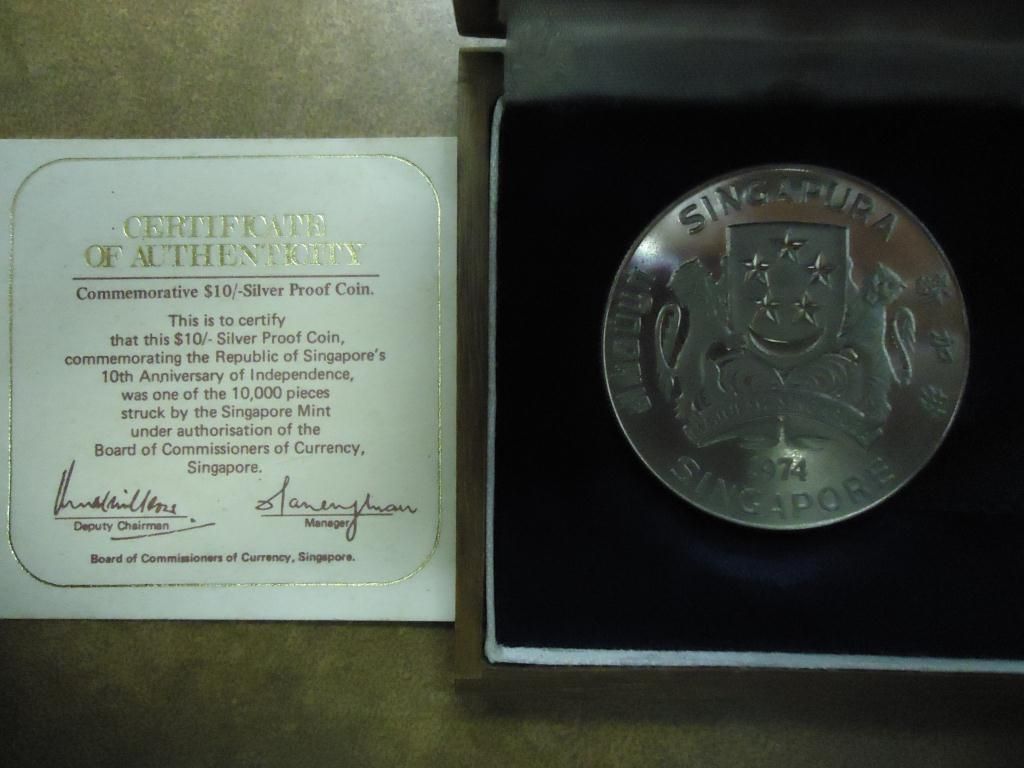 CERTIFICATE
OF AUTHENTICITY
Commemorative $10/-Silver Proof Coin.
This is to certify
that this $10/- Silver Proof Coin,
commemorating the Republic of Singapore's
10th Anniversary of Independence,
was one of the 10,000 pieces
struck by the Singapore Mint
under authorisation of the
Board of Commissioners of Currency,
Singapore.
Deputy Chairman
Manager
Board of Commissioners of Currency, Singapore.
SINGAPURA
新加坡
1974
SINGAPORE